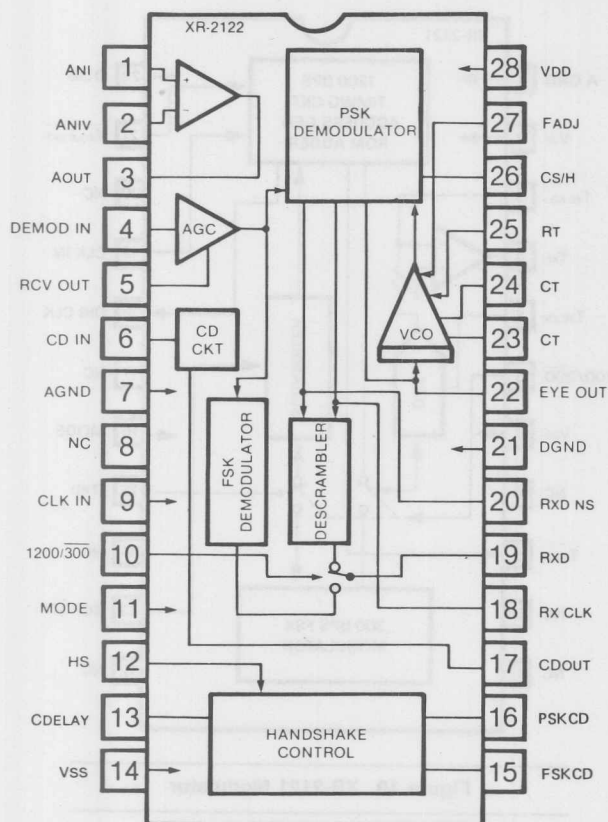 XR-2122
ANI 1
ANIV 2
AOUT 3
DEMOD IN 4
RCV OUT 5
CD IN 6
AGND 7
NC 8
CLK IN 9
1200/300 10
MODE 11
HS 12
CDELAY 13
VSS 14
28 VDD
27 FADJ
26 CS/H
25 RT
24 CT
23 CT
22 EYE OUT
21 DGND
20 RXD NS
19 RXD
18 RX CLK
17 CDOUT
16 PSKCD
15 FSKCD
+
−
PSK
DEMODULATOR
AGC
VCO
CD
CKT
FSK
DEMODULATOR
DESCRAMBLER
HANDSHAKE
CONTROL